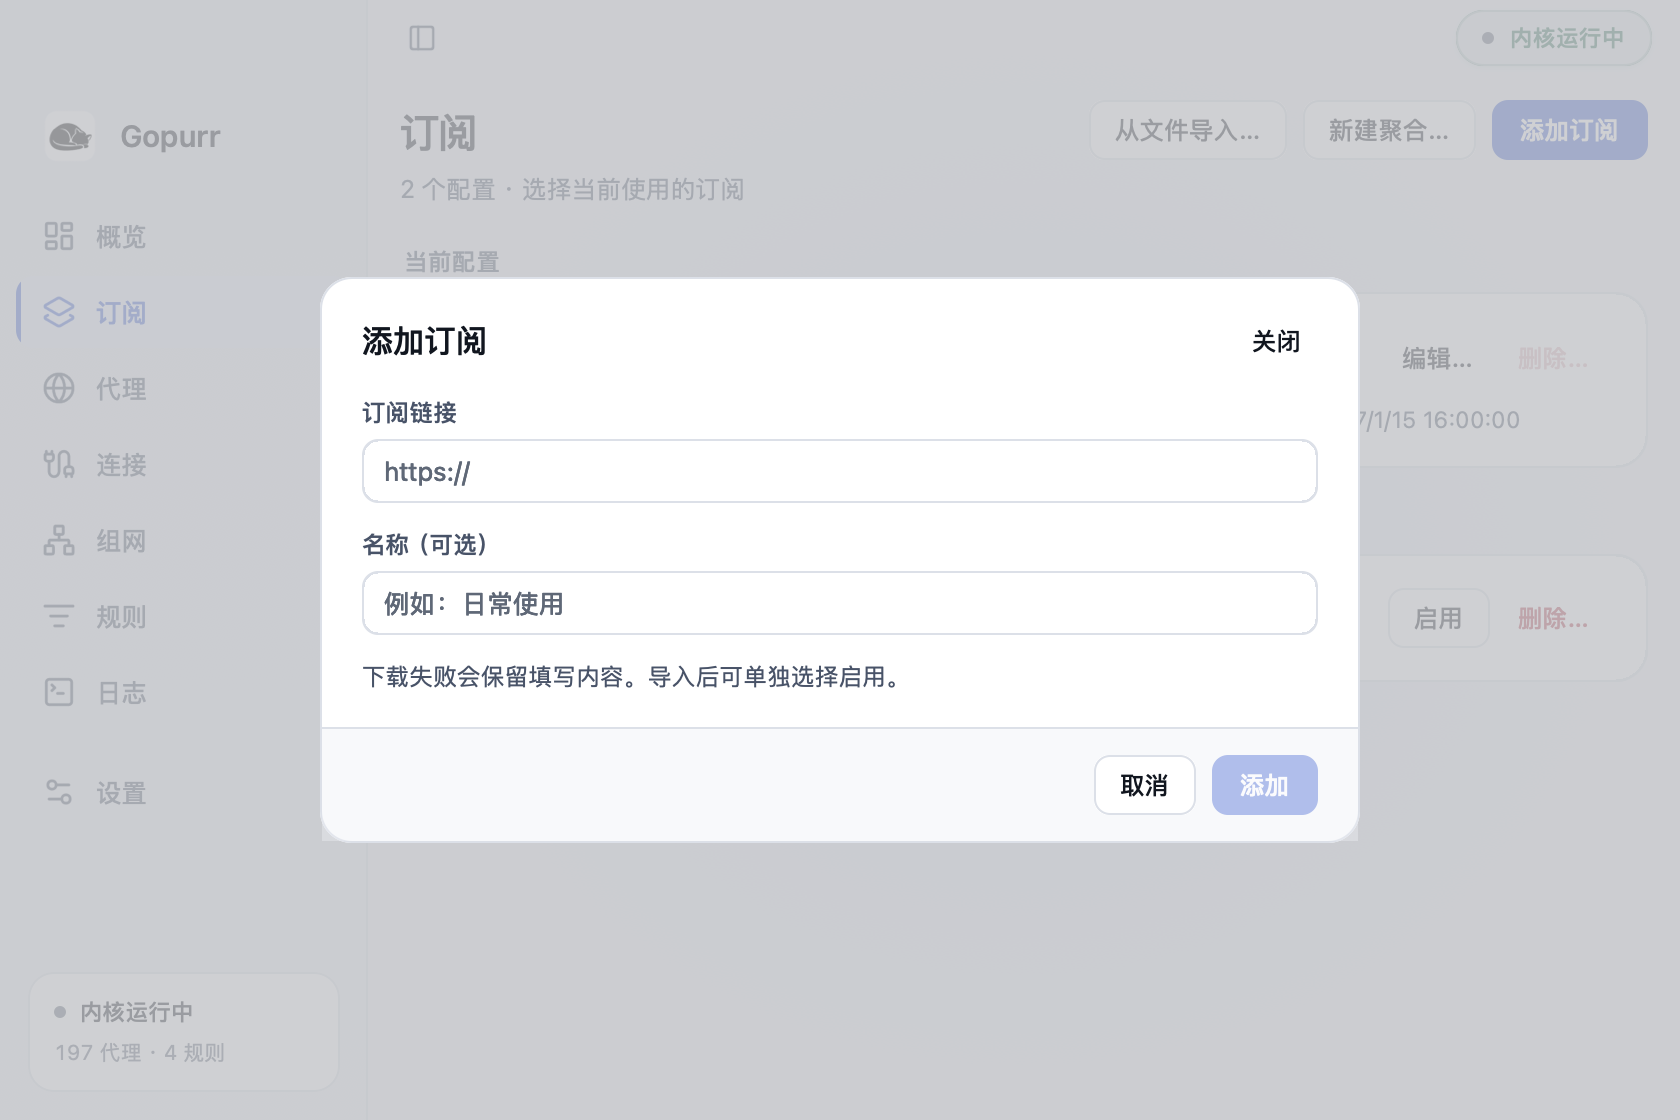 内核运行中
Gopurr
订阅
从文件导入...
新建聚合...
添加订阅
2 个配置 · 选择当前使用的订阅
当前配置
概览
订阅
代理
连接
组网
规则
日志
设置
添加订阅
关闭
订阅链接
https://
名称（可选）
例如：日常使用
下载失败会保留填写内容。导入后可单独选择启用。
取消
添加
编辑...
删除...
7/1/15 16:00:00
启用
删除...
内核运行中
197 代理 · 4 规则